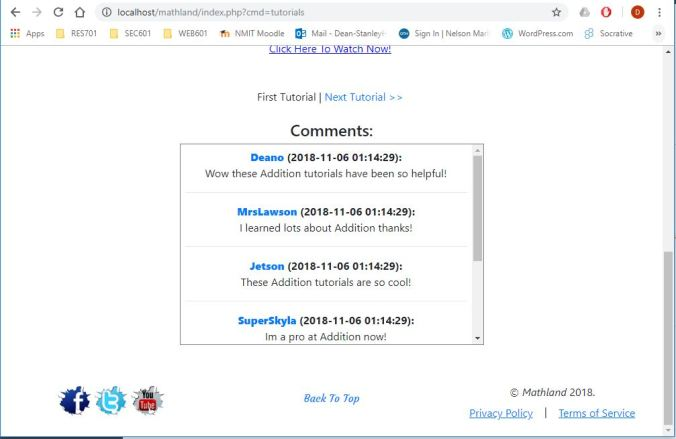 localhost/mathland/index.php?cmd=tutorials
D
Apps RES701 SEC601 WEB601 NMIT Moodle Mail - Dean-Stanley Sign In | Nelson Mar WordPress.com Socrative »
Click Here To Watch Now!
First Tutorial | Next Tutorial >>
Comments:
Deano (2018-11-06 01:14:29):
Wow these Addition tutorials have been so helpful!
MrsLawson (2018-11-06 01:14:29):
I learned lots about Addition thanks!
Jetson (2018-11-06 01:14:29):
These Addition tutorials are so cool!
SuperSkyla (2018-11-06 01:14:29):
Im a pro at Addition now!
You
Tube
Back To Top
© Mathland 2018.
Privacy Policy | Terms of Service